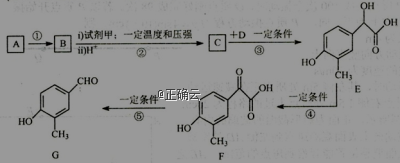 A ① B i)试剂甲；一定温度和压强 ii)H⁺ ② C +D 一定条件 ③ OH OH O HO CH₃ E
一定条件 ④
O OH O HO CH₃ F
一定条件 ⑤
CHO HO CH₃ G
@正确云